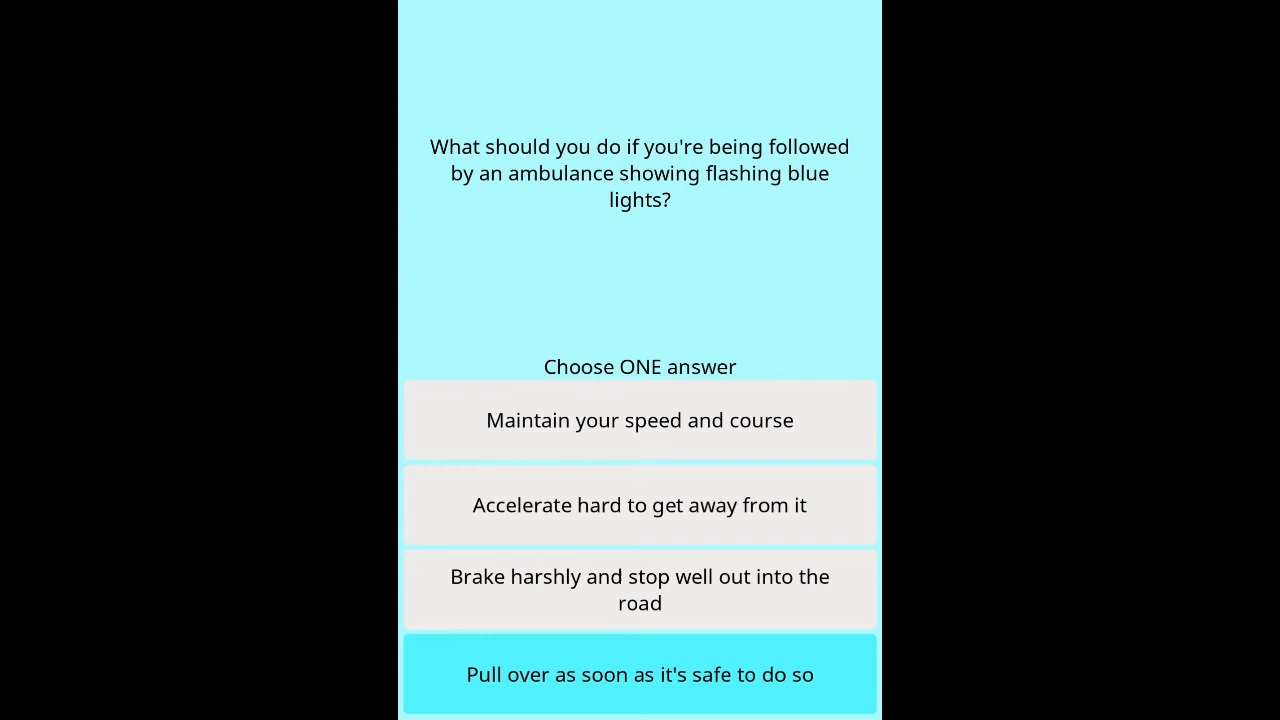 What should you do if you're being followed
by an ambulance showing flashing blue
lights?
Choose ONE answer
Maintain your speed and course
Accelerate hard to get away from it
Brake harshly and stop well out into the
road
Pull over as soon as it's safe to do so